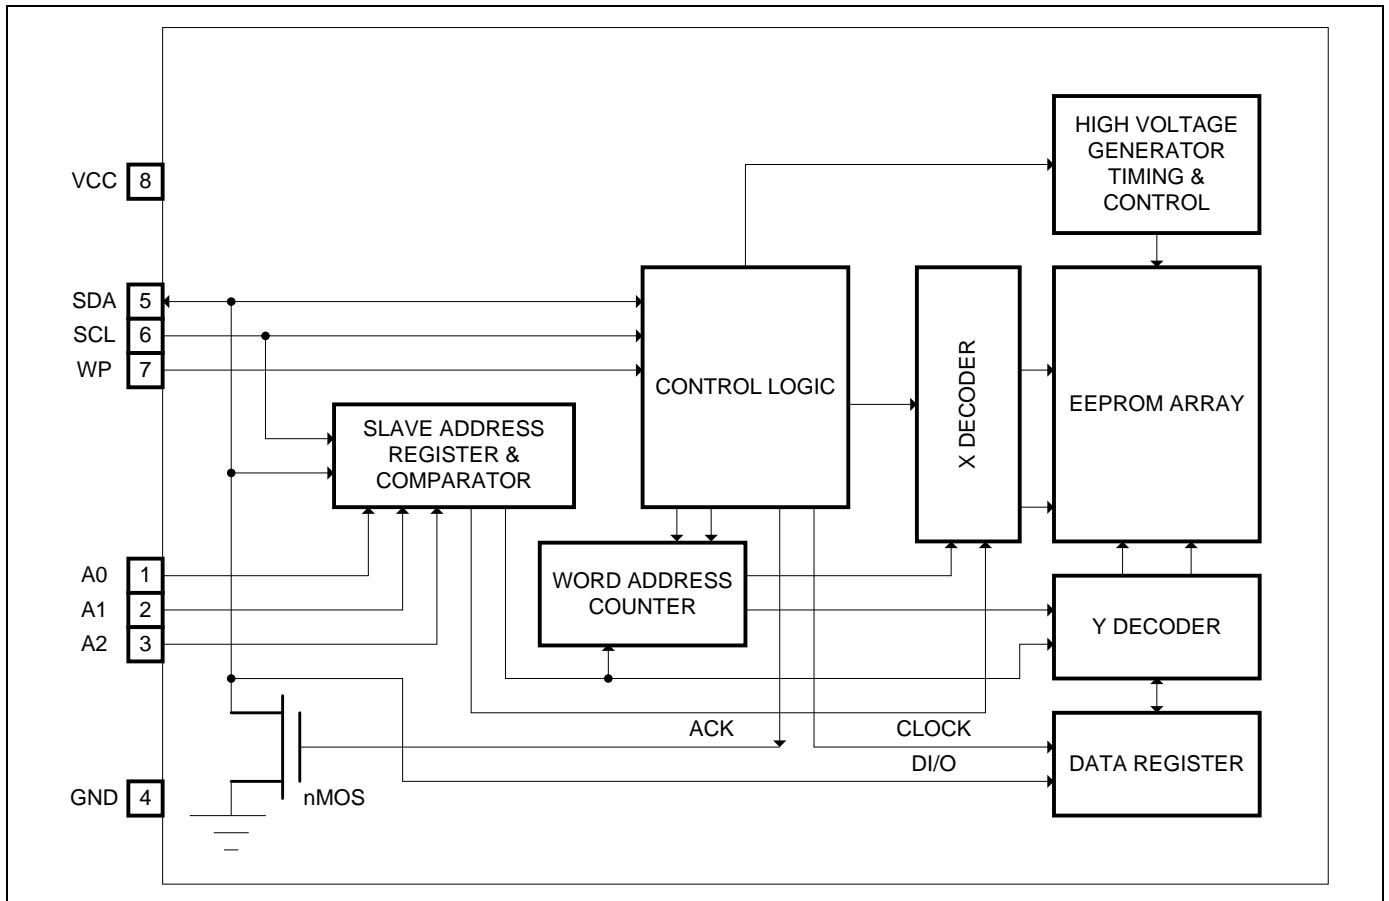 HIGH VOLTAGE
GENERATOR
TIMING &
CONTROL
VCC 8
SDA 5
SCL 6
WP 7
CONTROL LOGIC
X DECODER
EEPROM ARRAY
SLAVE ADDRESS
REGISTER &
COMPARATOR
A0 1
A1 2
A2 3
WORD ADDRESS
COUNTER
Y DECODER
ACK
CLOCK
DI/O
DATA REGISTER
GND 4
nMOS